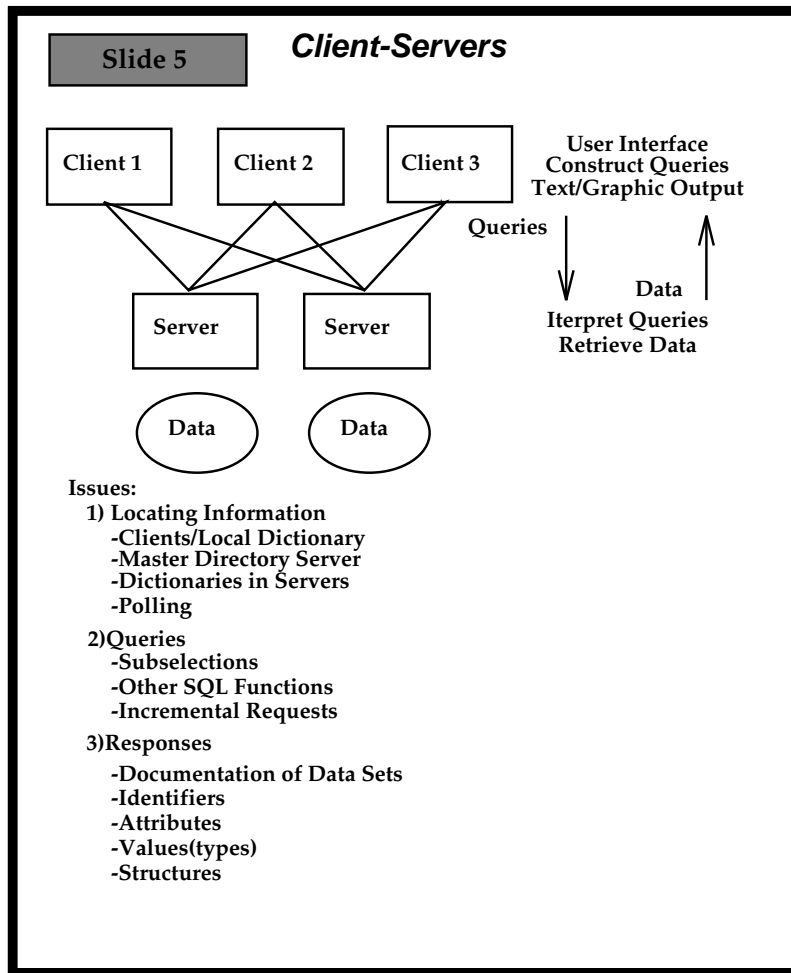 Slide 5
Client-Servers
Client 1
Client 2
Client 3
User Interface
Construct Queries
Text/Graphic Output
Queries
Data
Server
Server
Iterpret Queries
Retrieve Data
Data
Data
Issues:
1) Locating Information
-Clients/Local Dictionary
-Master Directory Server
-Dictionaries in Servers
-Polling
2)Queries
-Subselections
-Other SQL Functions
-Incremental Requests
3)Responses
-Documentation of Data Sets
-Identifiers
-Attributes
-Values(types)
-Structures